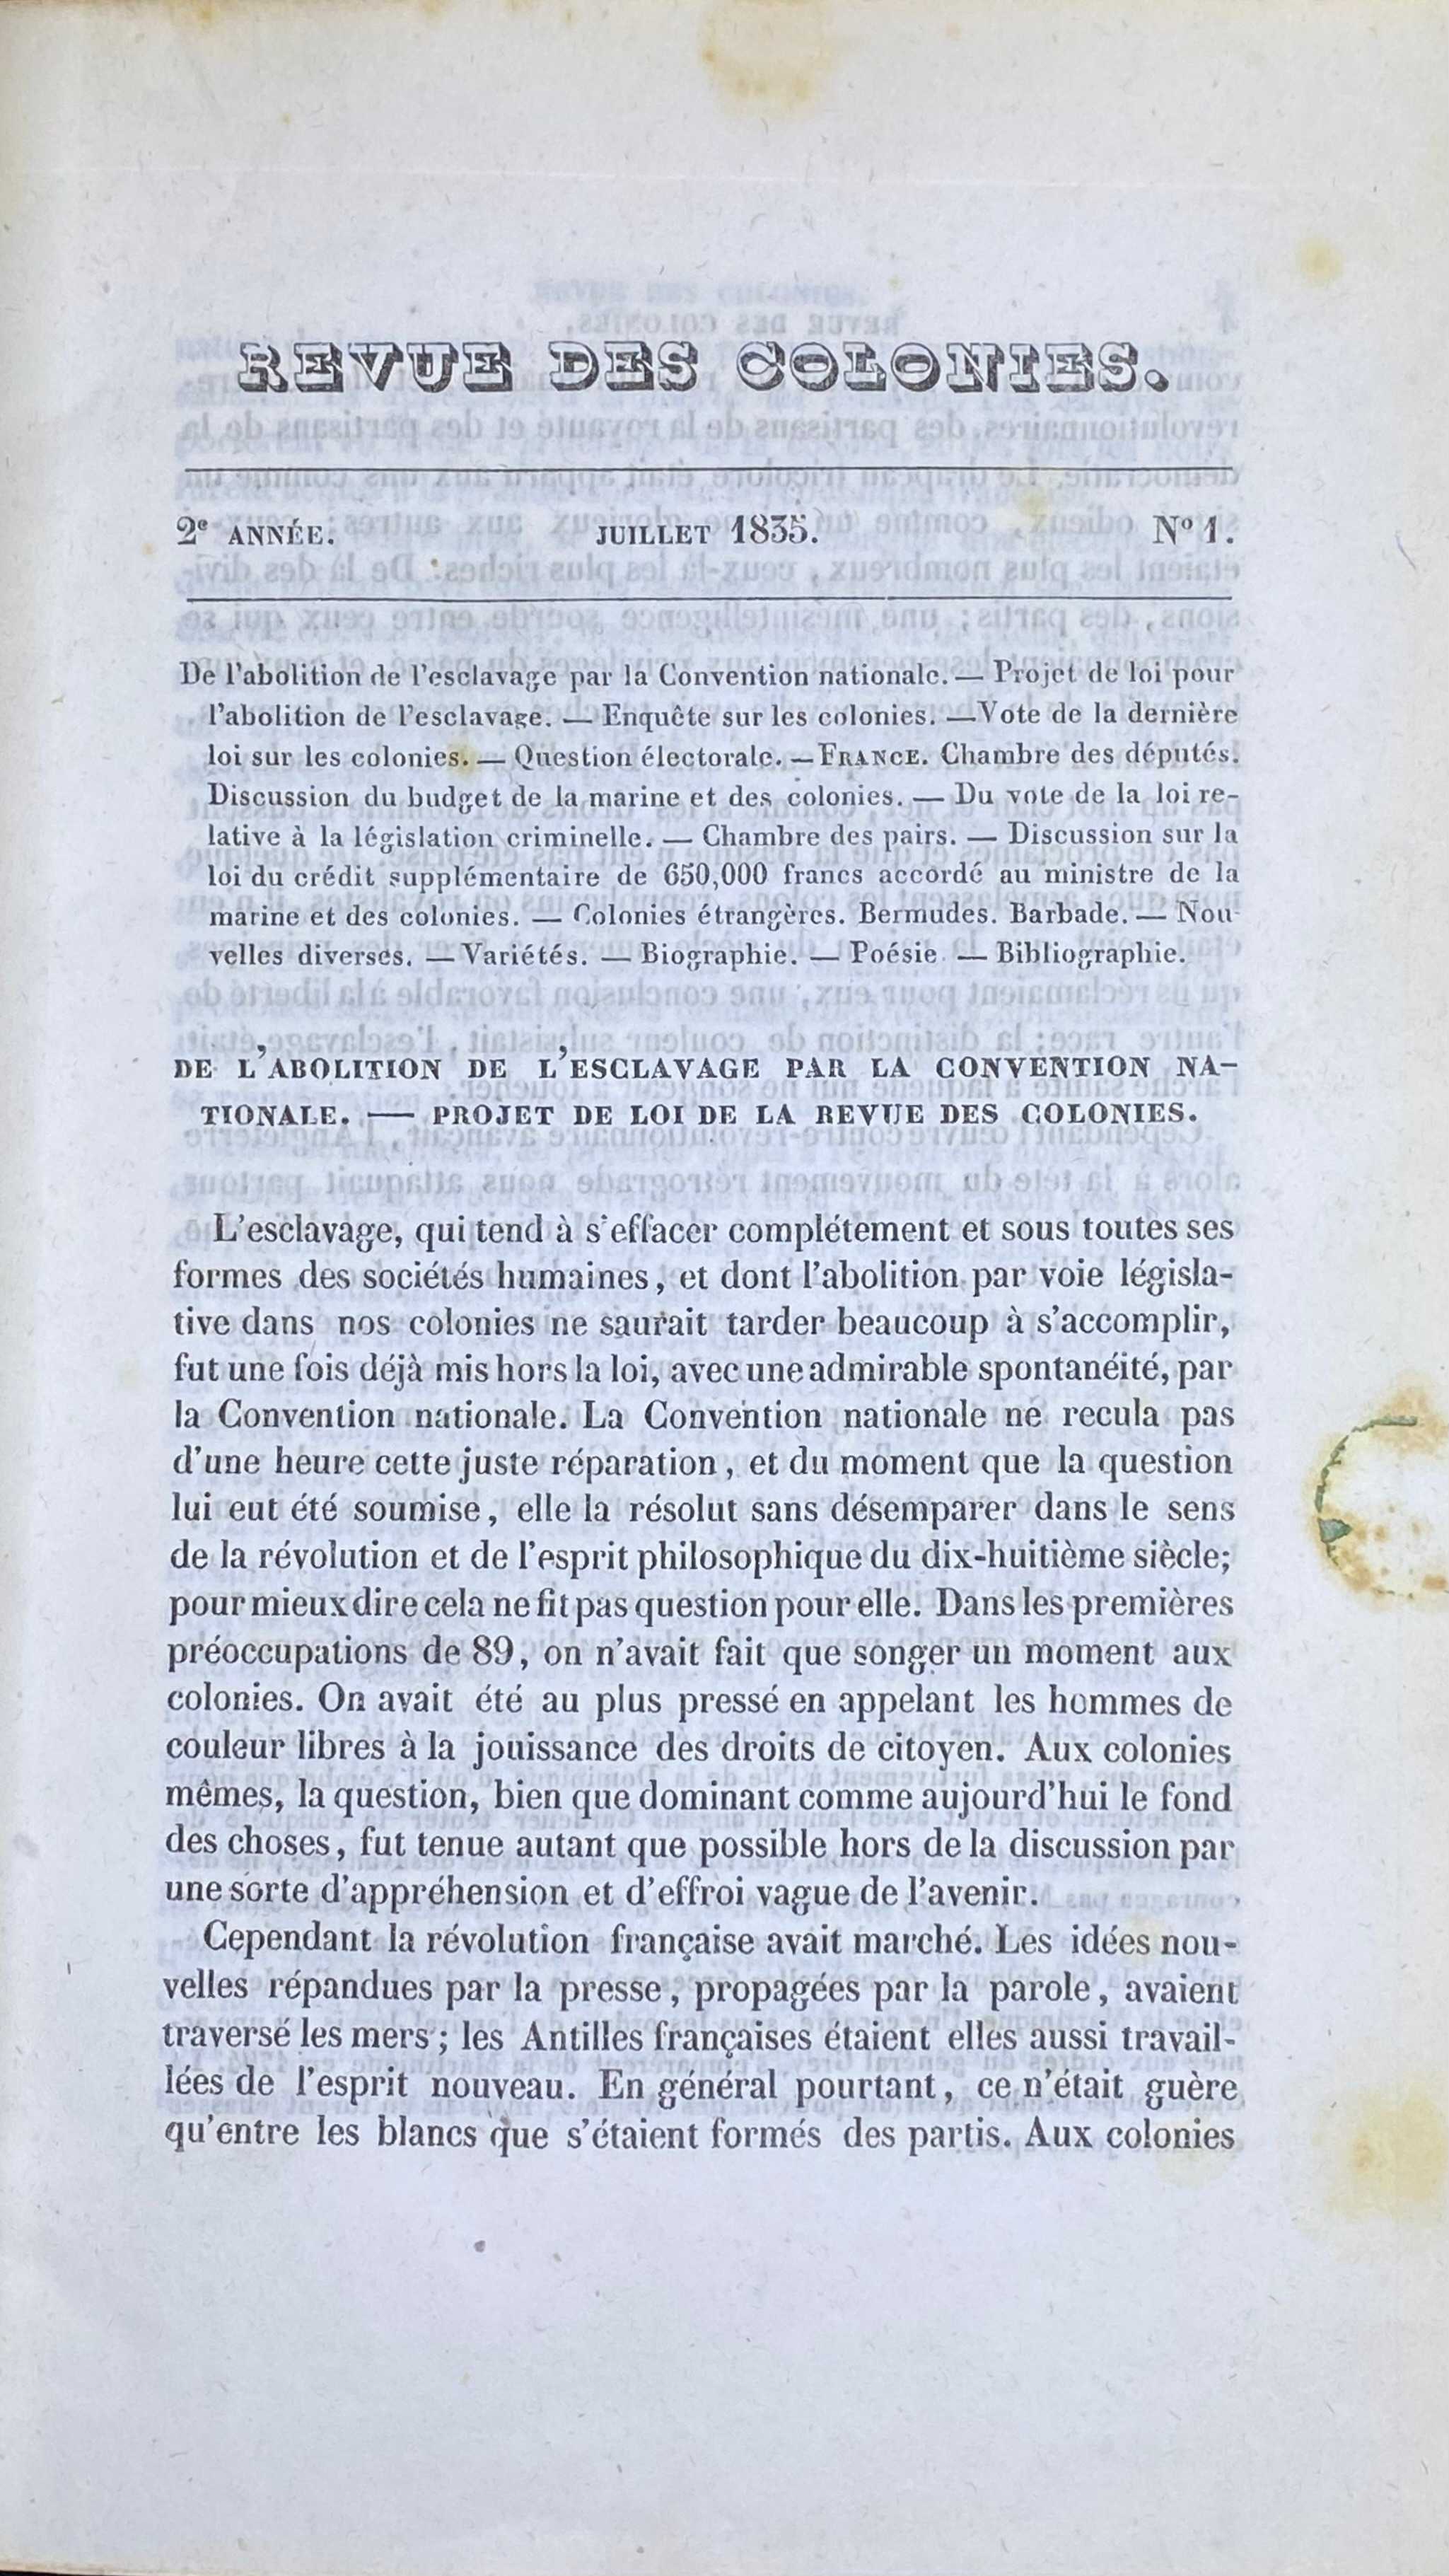 REVUE DES COLONIES.
2e ANNÉE. JUILLET 1835. No 1.
De l'abolition de l'esclavage par la Convention nationale. — Projet de loi pour
l'abolition de l'esclavage. — Enquête sur les colonies. — Vote de la dernière
loi sur les colonies. — Question électorale. — FRANCE. Chambre des députés.
Discussion du budget de la marine et des colonies. — Du vote de la loi re-
lative à la législation criminelle. — Chambre des pairs. — Discussion sur la
loi du crédit supplémentaire de 650,000 francs accordé au ministre de la
marine et des colonies. — Colonies étrangères. Bermudes. Barbade. — Nou-
velles diverses. — Variétés. — Biographie. — Poésie. — Bibliographie.
DE L'ABOLITION DE L'ESCLAVAGE PAR LA CONVENTION NA-
TIONALE. — PROJET DE LOI DE LA REVUE DES COLONIES.
L'esclavage, qui tend à s'effacer complétement et sous toutes ses
formes des sociétés humaines, et dont l'abolition par voie législa-
tive dans nos colonies ne saurait tarder beaucoup à s'accomplir,
fut une fois déjà mis hors la loi, avec une admirable spontanéité, par
la Convention nationale. La Convention nationale ne recula pas
d'une heure cette juste réparation, et du moment que la question
lui eut été soumise, elle la résolut sans désemparer dans le sens
de la révolution et de l'esprit philosophique du dix-huitième siècle;
pour mieux dire cela ne fit pas question pour elle. Dans les premières
préoccupations de 89, on n'avait fait que songer un moment aux
colonies. On avait été au plus pressé en appelant les hommes de
couleur libres à la jouissance des droits de citoyen. Aux colonies
mêmes, la question, bien que dominant comme aujourd'hui le fond
des choses, fut tenue autant que possible hors de la discussion par
une sorte d'appréhension et d'effroi vague de l'avenir.
Cependant la révolution française avait marché. Les idées nou-
velles répandues par la presse, propagées par la parole, avaient
traversé les mers; les Antilles françaises étaient elles aussi travail-
lées de l'esprit nouveau. En général pourtant, ce n'était guère
qu'entre les blancs que s'étaient formés des partis. Aux colonies